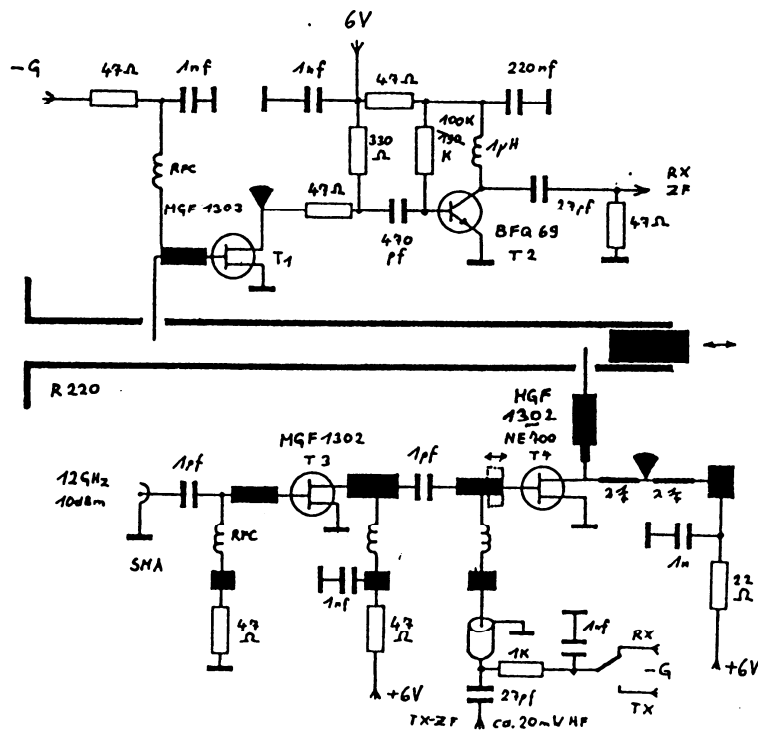 6V
-G
47Ω
1nf
1nf
47Ω
220nf
RFC
330
Ω
100K
K
1µH
MGF 1303
47Ω
T1
470
pf
BFQ 69
T2
27pf
RX
ZF
47Ω
R 220
MGF
1302
NE700
T4
MGF 1302
T3
12GHz
10dBm
1pf
1pf
SMA
RFC
47
Ω
1nf
47
Ω
+6V
1n
22
Ω
+6V
1K
1nf
RX
-G
TX
27pf
TX-ZF
ca. 20mW HF